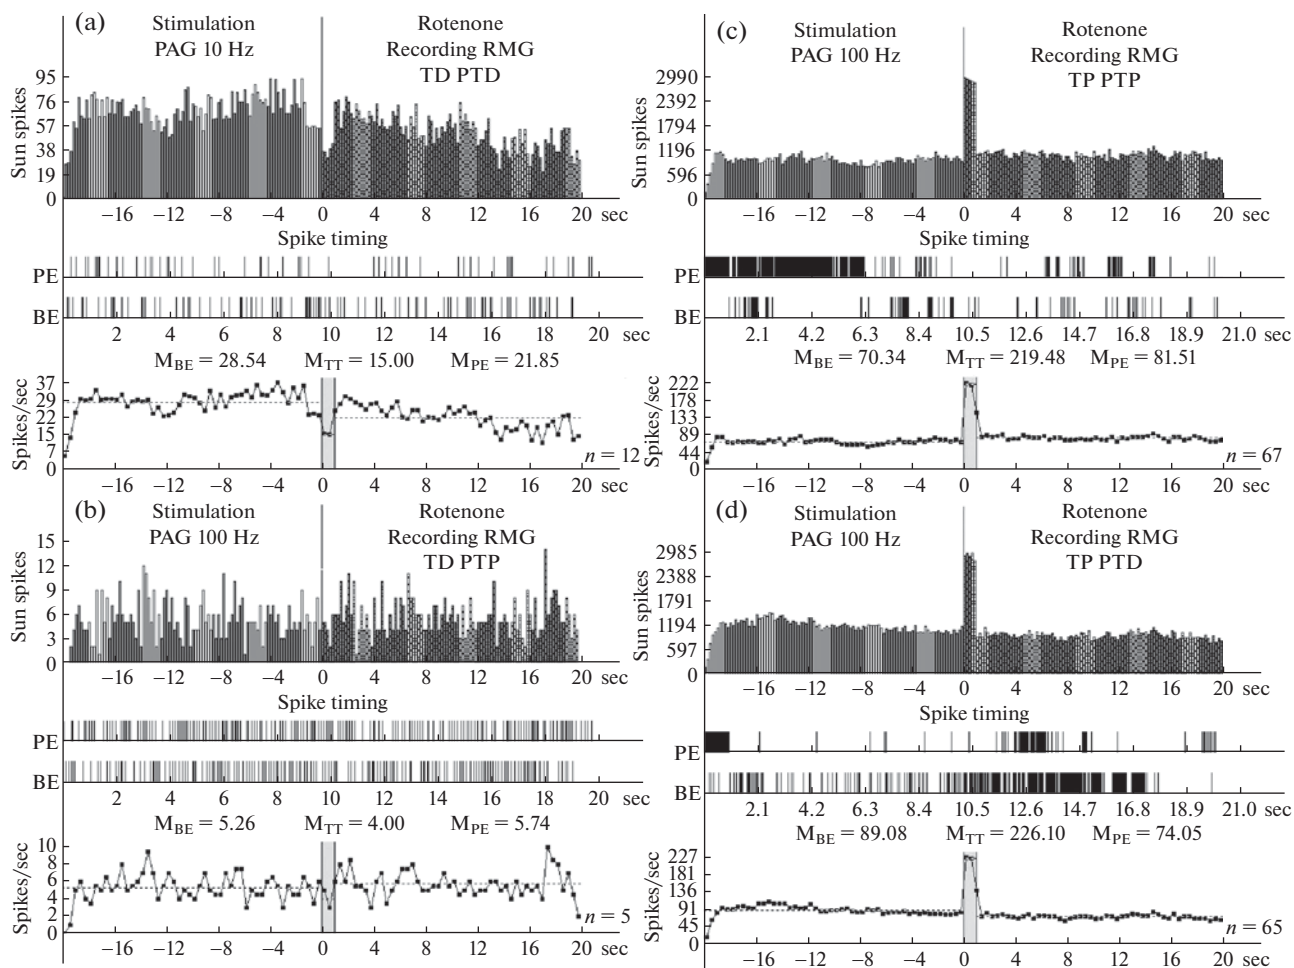 (a)
Stimulation
PAG 10 Hz
Rotenone
Recording RMG
TD PTD
Sun spikes
95
76
57
38
19
0
−16 −12 −8 −4 0 4 8 12 16 20 sec
Spike timing
PE
BE
2 4 6 8 10 12 14 16 18 20 sec
M_BE = 28.54 M_TT = 15.00 M_PE = 21.85
Spikes/sec
37
29
22
15
7
0
n = 12
−16 −12 −8 −4 0 4 8 12 16 20 sec
(b)
Stimulation
PAG 100 Hz
Rotenone
Recording RMG
TD PTP
Sun spikes
15
12
9
6
3
0
−16 −12 −8 −4 0 4 8 12 16 20 sec
Spike timing
PE
BE
2 4 6 8 10 12 14 16 18 20 sec
M_BE = 5.26 M_TT = 4.00 M_PE = 5.74
Spikes/sec
10
8
6
4
2
0
n = 5
−16 −12 −8 −4 0 4 8 12 16 20 sec
(c)
Stimulation
PAG 100 Hz
Rotenone
Recording RMG
TP PTP
Sun spikes
2990
2392
1794
1196
596
0
−16 −12 −8 −4 0 4 8 12 16 20 sec
Spike timing
PE
BE
2.1 4.2 6.3 8.4 10.5 12.6 14.7 16.8 18.9 21.0 sec
M_BE = 70.34 M_TT = 219.48 M_PE = 81.51
Spikes/sec
222
178
133
89
44
0
n = 67
−16 −12 −8 −4 0 4 8 12 16 20 sec
(d)
Stimulation
PAG 100 Hz
Rotenone
Recording RMG
TP PTD
Sun spikes
2985
2388
1791
1194
597
0
−16 −12 −8 −4 0 4 8 12 16 20 sec
Spike timing
PE
BE
2.1 4.2 6.3 8.4 10.5 12.6 14.7 16.8 18.9 21.0 sec
M_BE = 89.08 M_TT = 226.10 M_PE = 74.05
Spikes/sec
227
181
136
91
45
0
n = 65
−16 −12 −8 −4 0 4 8 12 16 20 sec